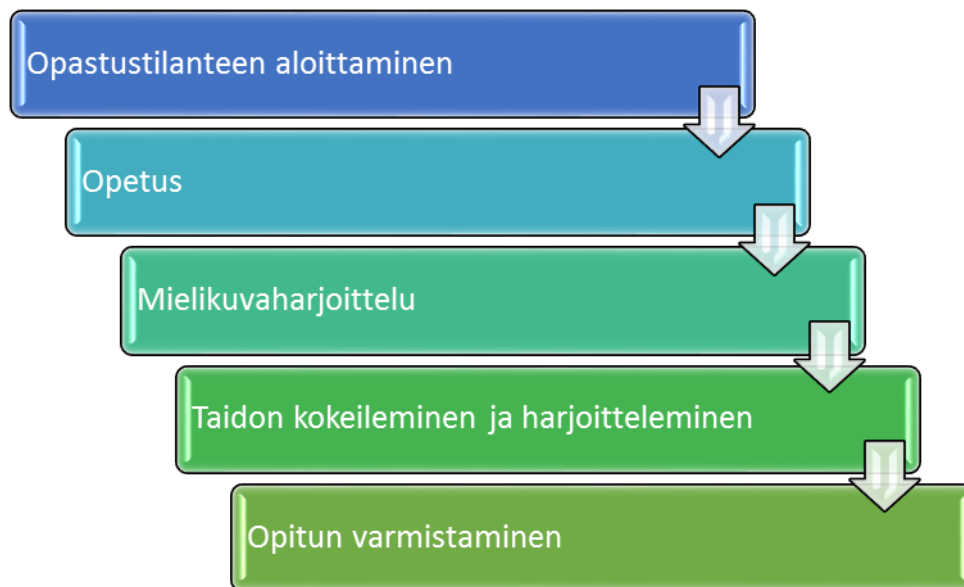 Opastustilanteen aloittaminen
Opetus
Mielikuvaharjoittelu
Taidon kokeileminen ja harjoitteleminen
Opitun varmistaminen